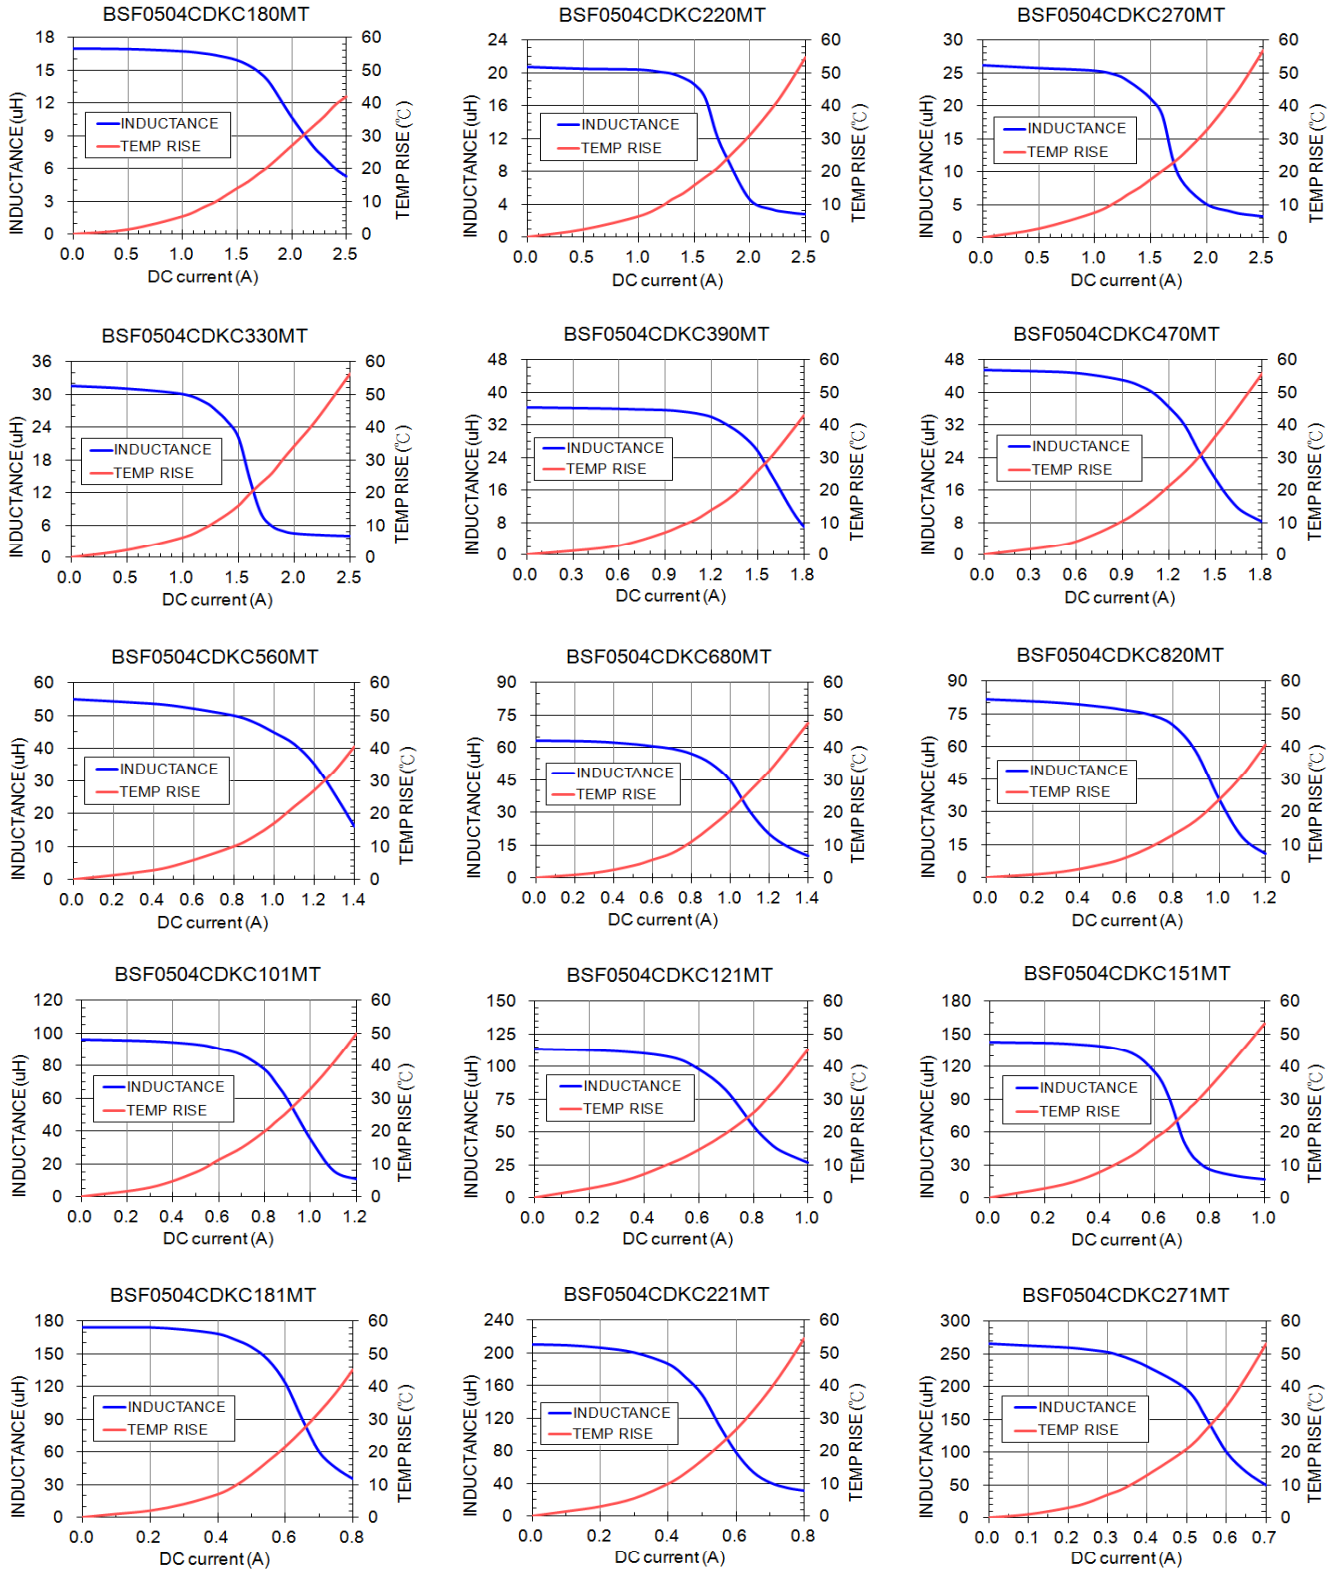 BSF0504CDKC180MT
18 60
15 50
12 40
9 30
6 20
3 10
0 0
INDUCTANCE (uH)
INDUCTANCE
TEMP RISE
TEMP RISE (℃)
0.0 0.5 1.0 1.5 2.0 2.5
DC current (A)
BSF0504CDKC220MT
24 60
20 50
16 40
12 30
8 20
4 10
0 0
INDUCTANCE (uH)
INDUCTANCE
TEMP RISE
TEMP RISE (℃)
0.0 0.5 1.0 1.5 2.0 2.5
DC current (A)
BSF0504CDKC270MT
30 60
25 50
20 40
15 30
10 20
5 10
0 0
INDUCTANCE (uH)
INDUCTANCE
TEMP RISE
TEMP RISE (℃)
0.0 0.5 1.0 1.5 2.0 2.5
DC current (A)
BSF0504CDKC330MT
36 60
30 50
24 40
18 30
12 20
6 10
0 0
INDUCTANCE (uH)
INDUCTANCE
TEMP RISE
TEMP RISE (℃)
0.0 0.5 1.0 1.5 2.0 2.5
DC current (A)
BSF0504CDKC390MT
48 60
40 50
32 40
24 30
16 20
8 10
0 0
INDUCTANCE (uH)
INDUCTANCE
TEMP RISE
TEMP RISE (℃)
0.0 0.3 0.6 0.9 1.2 1.5 1.8
DC current (A)
BSF0504CDKC470MT
48 60
40 50
32 40
24 30
16 20
8 10
0 0
INDUCTANCE (uH)
INDUCTANCE
TEMP RISE
TEMP RISE (℃)
0.0 0.3 0.6 0.9 1.2 1.5 1.8
DC current (A)
BSF0504CDKC560MT
60 60
50 50
40 40
30 30
20 20
10 10
0 0
INDUCTANCE (uH)
INDUCTANCE
TEMP RISE
TEMP RISE (℃)
0.0 0.2 0.4 0.6 0.8 1.0 1.2 1.4
DC current (A)
BSF0504CDKC680MT
90 60
75 50
60 40
45 30
30 20
15 10
0 0
INDUCTANCE (uH)
INDUCTANCE
TEMP RISE
TEMP RISE (℃)
0.0 0.2 0.4 0.6 0.8 1.0 1.2 1.4
DC current (A)
BSF0504CDKC820MT
90 60
75 50
60 40
45 30
30 20
15 10
0 0
INDUCTANCE (uH)
INDUCTANCE
TEMP RISE
TEMP RISE (℃)
0.0 0.2 0.4 0.6 0.8 1.0 1.2
DC current (A)
BSF0504CDKC101MT
120 60
100 50
80 40
60 30
40 20
20 10
0 0
INDUCTANCE (uH)
INDUCTANCE
TEMP RISE
TEMP RISE (℃)
0.0 0.2 0.4 0.6 0.8 1.0 1.2
DC current (A)
BSF0504CDKC121MT
150 60
125 50
100 40
75 30
50 20
25 10
0 0
INDUCTANCE (uH)
INDUCTANCE
TEMP RISE
TEMP RISE (℃)
0.0 0.2 0.4 0.6 0.8 1.0
DC current (A)
BSF0504CDKC151MT
180 60
150 50
120 40
90 30
60 20
30 10
0 0
INDUCTANCE (uH)
INDUCTANCE
TEMP RISE
TEMP RISE (℃)
0.0 0.2 0.4 0.6 0.8 1.0
DC current (A)
BSF0504CDKC181MT
180 60
150 50
120 40
90 30
60 20
30 10
0 0
INDUCTANCE (uH)
INDUCTANCE
TEMP RISE
TEMP RISE (℃)
0.0 0.2 0.4 0.6 0.8
DC current (A)
BSF0504CDKC221MT
240 60
200 50
160 40
120 30
80 20
40 10
0 0
INDUCTANCE (uH)
INDUCTANCE
TEMP RISE
TEMP RISE (℃)
0.0 0.2 0.4 0.6 0.8
DC current (A)
BSF0504CDKC271MT
300 60
250 50
200 40
150 30
100 20
50 10
0 0
INDUCTANCE (uH)
INDUCTANCE
TEMP RISE
TEMP RISE (℃)
0.0 0.1 0.2 0.3 0.4 0.5 0.6 0.7
DC current (A)